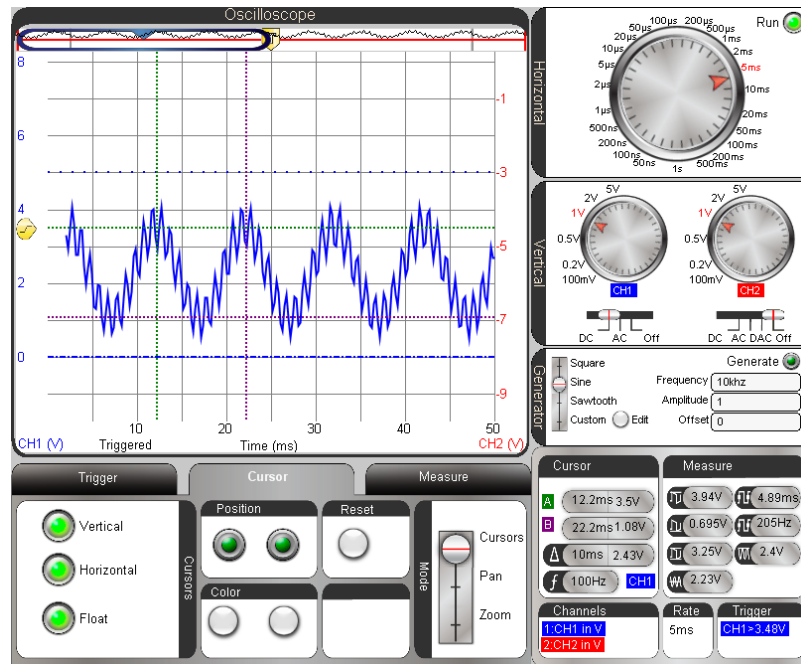 Oscilloscope
8
6
4
2
0
-1
-3
-5
-7
-9
10
20
30
40
50
CH1 (V)
Triggered
Time (ms)
CH2 (V)
Horizontal
Run
50µs
100µs
200µs
20µs
500µs
10µs
1ms
5µs
2ms
2µs
5ms
1µs
10ms
500ns
20ms
200ns
50ms
100ns
100ms
50ns
200ms
1s
500ms
Vertical
5V
2V
1V
0.5V
0.2V
100mV
CH1
DC
AC
Off
5V
2V
1V
0.5V
0.2V
100mV
CH2
DC
AC
DAC
Off
Generator
Square
Sine
Sawtooth
Custom
Edit
Generate
Frequency
10khz
Amplitude
1
Offset
0
Trigger
Cursor
Measure
Vertical
Horizontal
Float
Cursors
Position
Reset
Color
Mode
Cursors
Pan
Zoom
Cursor
A
12.2ms
3.5V
B
22.2ms
1.08V
Δ
10ms
2.43V
f
100Hz
CH1
Measure
3.94V
4.89ms
0.695V
205Hz
3.25V
2.4V
2.23V
Channels
1:CH1 in V
2:CH2 in V
Rate
5ms
Trigger
CH1>3.48V